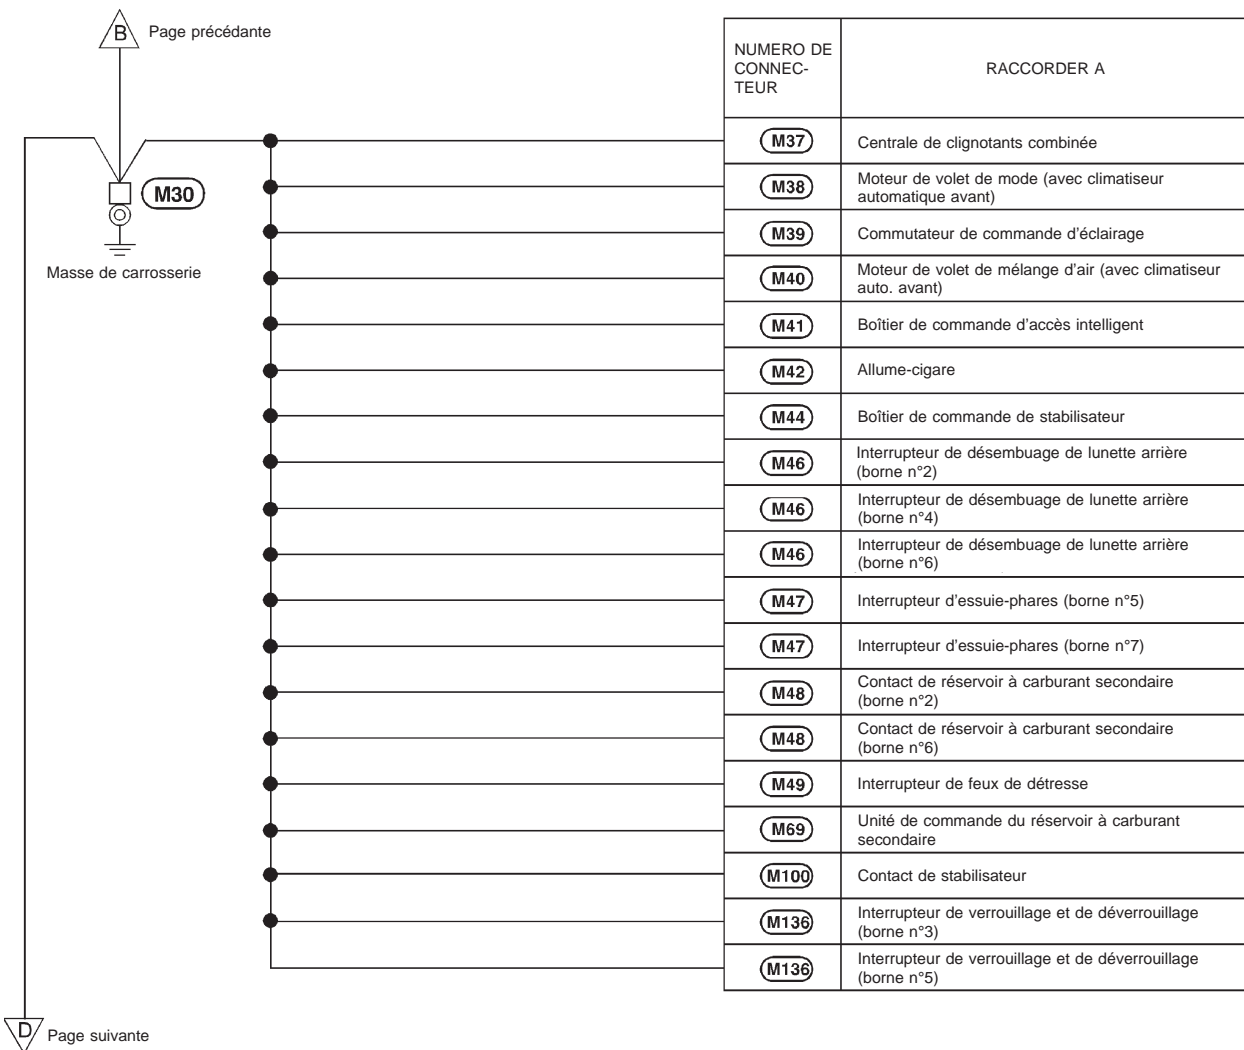 B Page précédante
NUMERO DE
CONNEC-
TEUR
RACCORDER A
M37 Centrale de clignotants combinée
M38 Moteur de volet de mode (avec climatiseur
automatique avant)
M30
M39 Commutateur de commande d'éclairage
Masse de carrosserie
M40 Moteur de volet de mélange d'air (avec climatiseur
auto. avant)
M41 Boîtier de commande d'accès intelligent
M42 Allume-cigare
M44 Boîtier de commande de stabilisateur
M46 Interrupteur de désembuage de lunette arrière
(borne n°2)
M46 Interrupteur de désembuage de lunette arrière
(borne n°4)
M46 Interrupteur de désembuage de lunette arrière
(borne n°6)
M47 Interrupteur d'essuie-phares (borne n°5)
M47 Interrupteur d'essuie-phares (borne n°7)
M48 Contact de réservoir à carburant secondaire
(borne n°2)
M48 Contact de réservoir à carburant secondaire
(borne n°6)
M49 Interrupteur de feux de détresse
M69 Unité de commande du réservoir à carburant
secondaire
M100 Contact de stabilisateur
M136 Interrupteur de verrouillage et de déverrouillage
(borne n°3)
M136 Interrupteur de verrouillage et de déverrouillage
(borne n°5)
D Page suivante